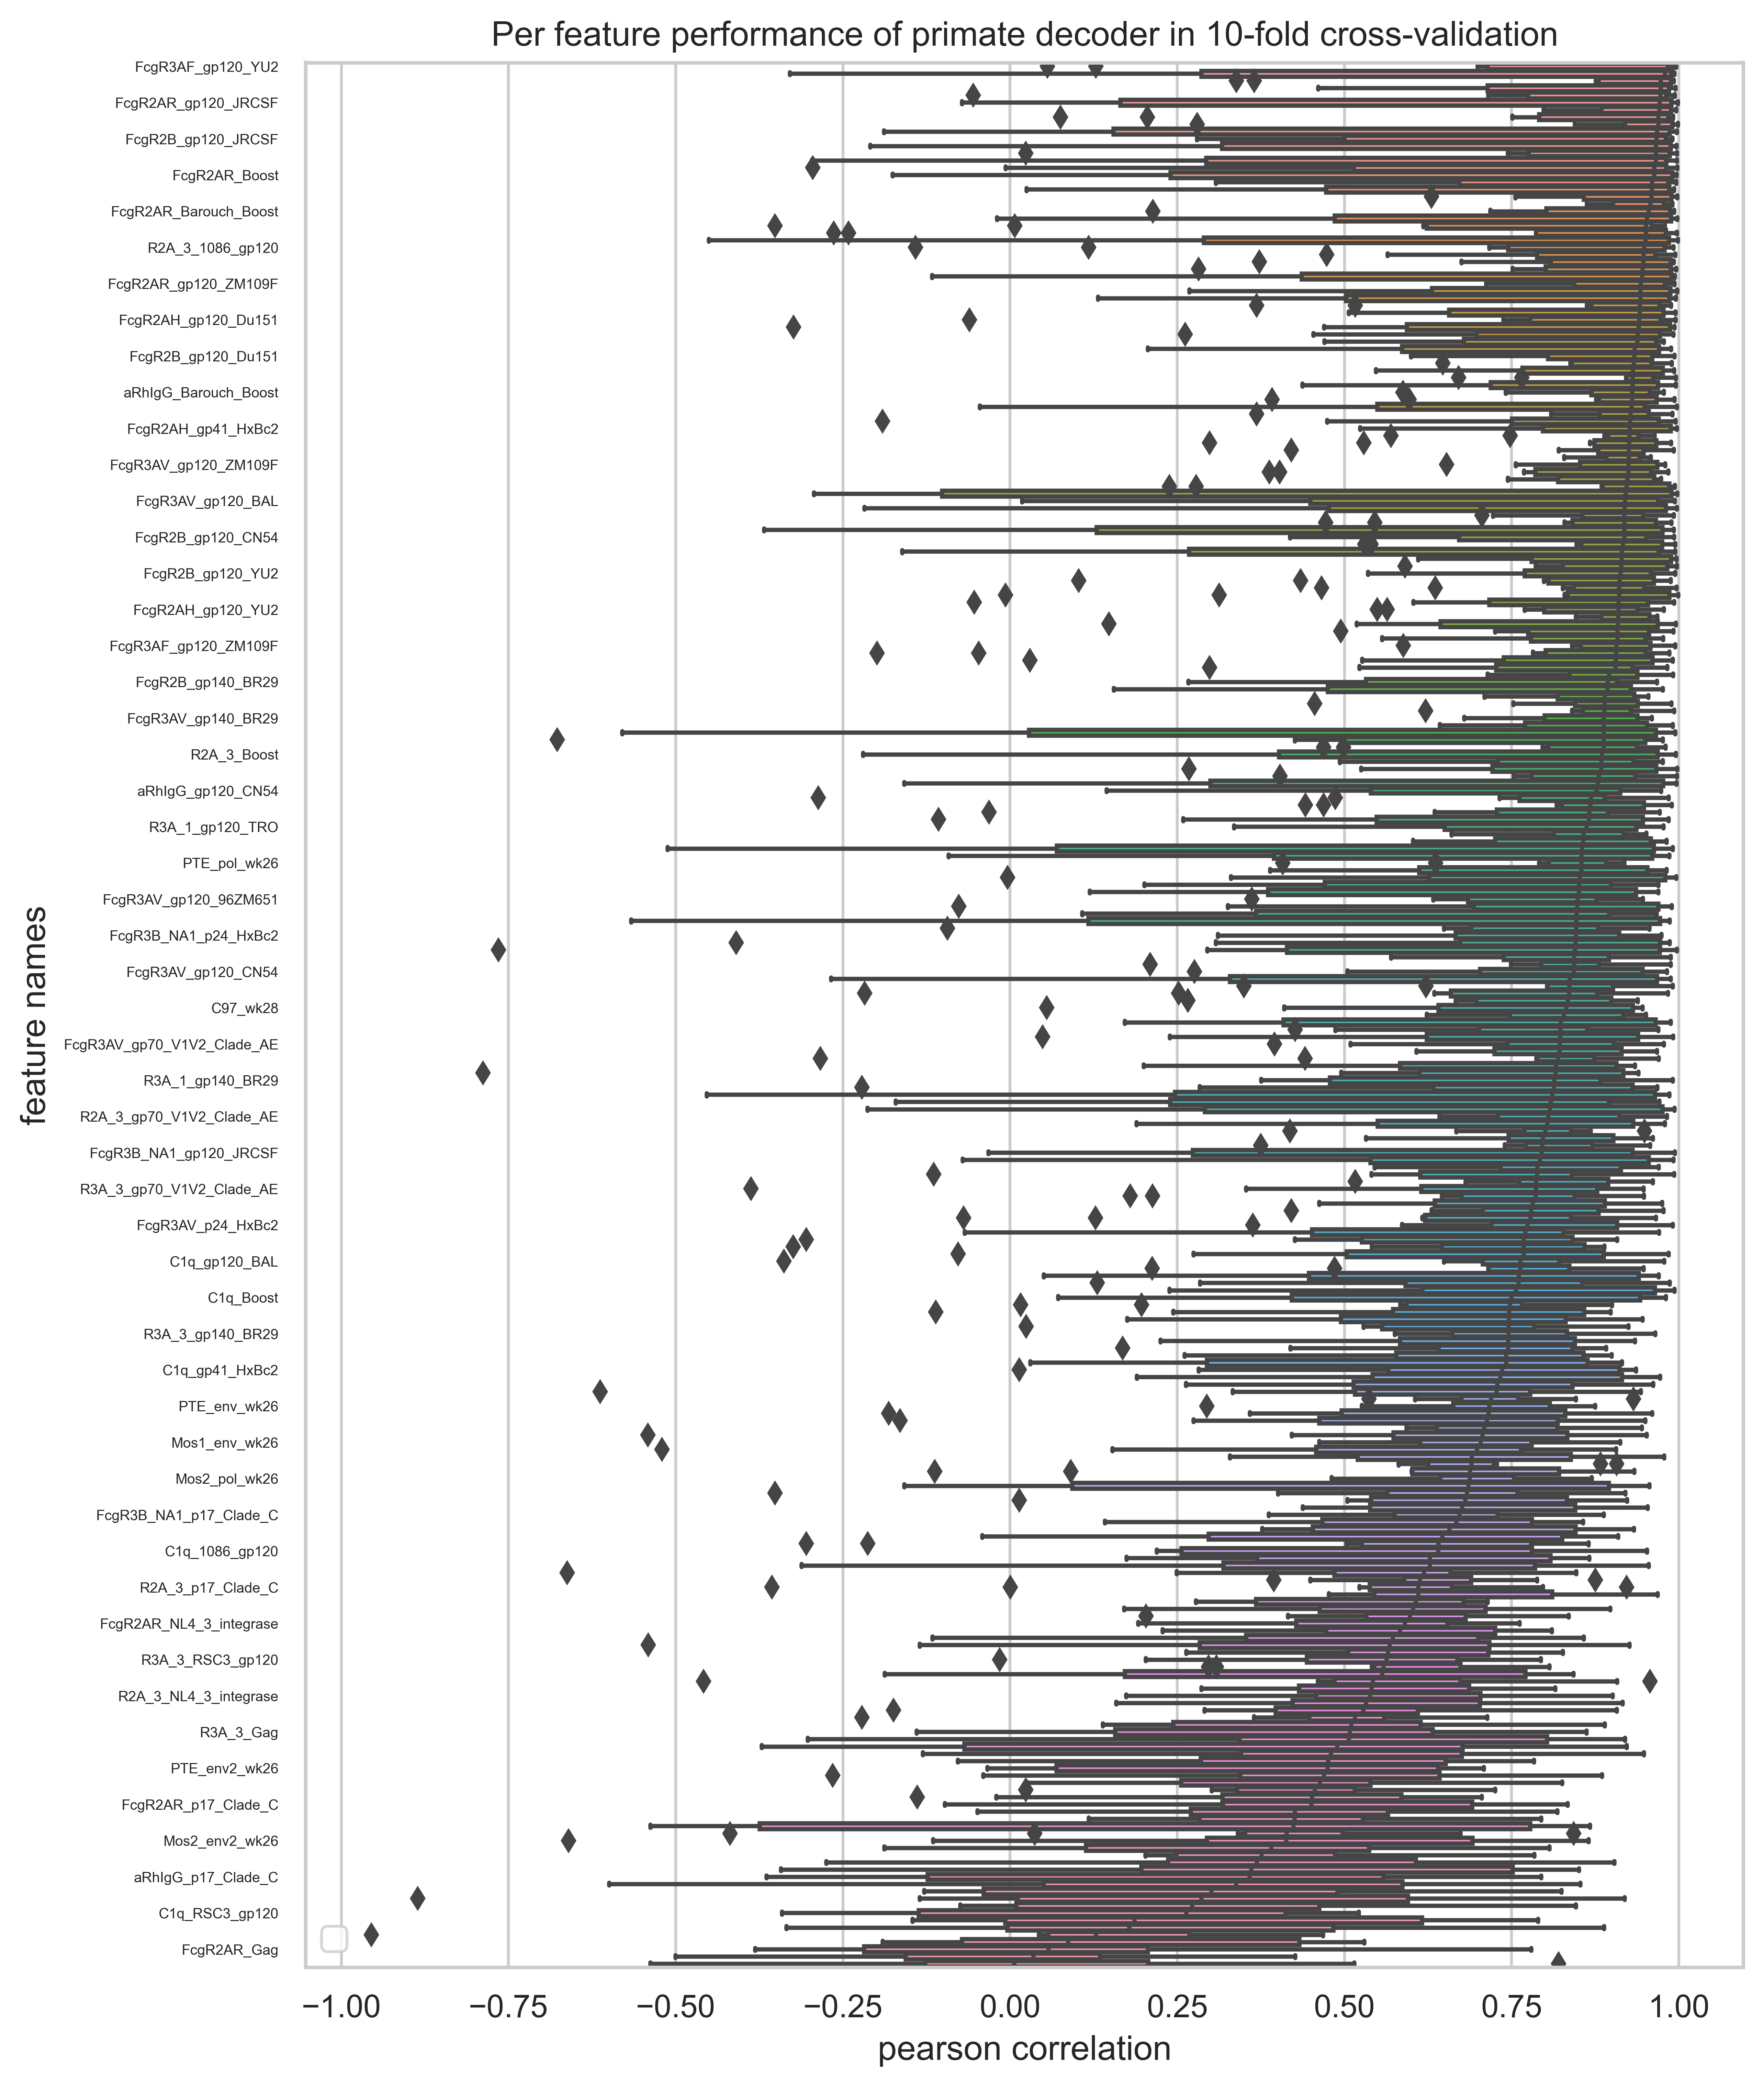 Per feature performance of primate decoder in 10-fold cross-validation
FcgR3AF_gp120_YU2
FcgR2AR_gp120_JRCSF
FcgR2B_gp120_JRCSF
FcgR2AR_Boost
FcgR2AR_Barouch_Boost
R2A_3_1086_gp120
FcgR2AR_gp120_ZM109F
FcgR2AH_gp120_Du151
FcgR2B_gp120_Du151
aRhIgG_Barouch_Boost
FcgR2AH_gp41_HxBc2
FcgR3AV_gp120_ZM109F
FcgR3AV_gp120_BAL
FcgR2B_gp120_CN54
FcgR2B_gp120_YU2
FcgR2AH_gp120_YU2
FcgR3AF_gp120_ZM109F
FcgR2B_gp140_BR29
FcgR3AV_gp140_BR29
R2A_3_Boost
aRhIgG_gp120_CN54
R3A_1_gp120_TRO
PTE_pol_wk26
FcgR3AV_gp120_96ZM651
FcgR3B_NA1_p24_HxBc2
FcgR3AV_gp120_CN54
C97_wk28
FcgR3AV_gp70_V1V2_Clade_AE
R3A_1_gp140_BR29
R2A_3_gp70_V1V2_Clade_AE
FcgR3B_NA1_gp120_JRCSF
R3A_3_gp70_V1V2_Clade_AE
FcgR3AV_p24_HxBc2
C1q_gp120_BAL
C1q_Boost
R3A_3_gp140_BR29
C1q_gp41_HxBc2
PTE_env_wk26
Mos1_env_wk26
Mos2_pol_wk26
FcgR3B_NA1_p17_Clade_C
C1q_1086_gp120
R2A_3_p17_Clade_C
FcgR2AR_NL4_3_integrase
R3A_3_RSC3_gp120
R2A_3_NL4_3_integrase
R3A_3_Gag
PTE_env2_wk26
FcgR2AR_p17_Clade_C
Mos2_env2_wk26
aRhIgG_p17_Clade_C
C1q_RSC3_gp120
FcgR2AR_Gag
feature names
−1.00 −0.75 −0.50 −0.25 0.00 0.25 0.50 0.75 1.00
pearson correlation